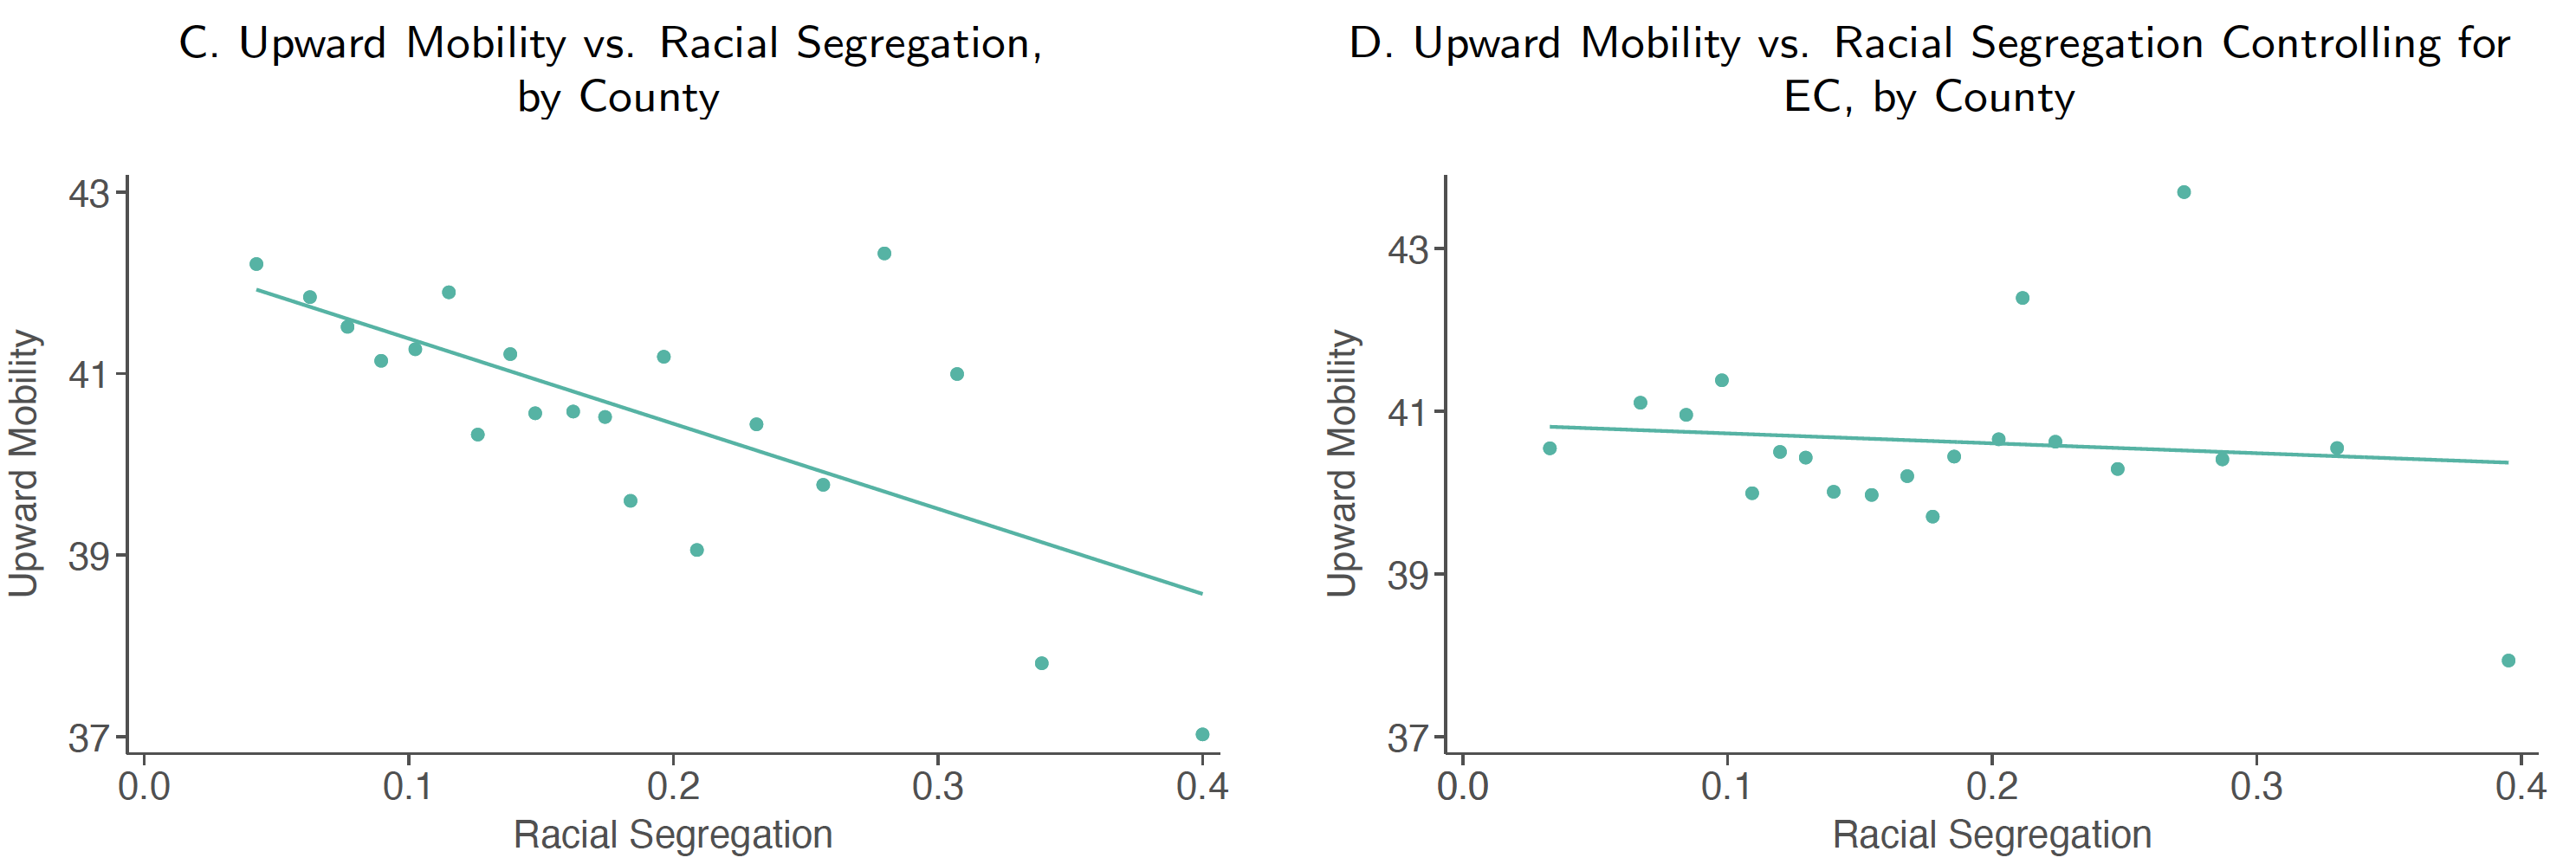 C. Upward Mobility vs. Racial Segregation,
by County
43
41
39
37
Upward Mobility
0.0 0.1 0.2 0.3 0.4
Racial Segregation
D. Upward Mobility vs. Racial Segregation Controlling for
EC, by County
43
41
39
37
Upward Mobility
0.0 0.1 0.2 0.3 0.4
Racial Segregation